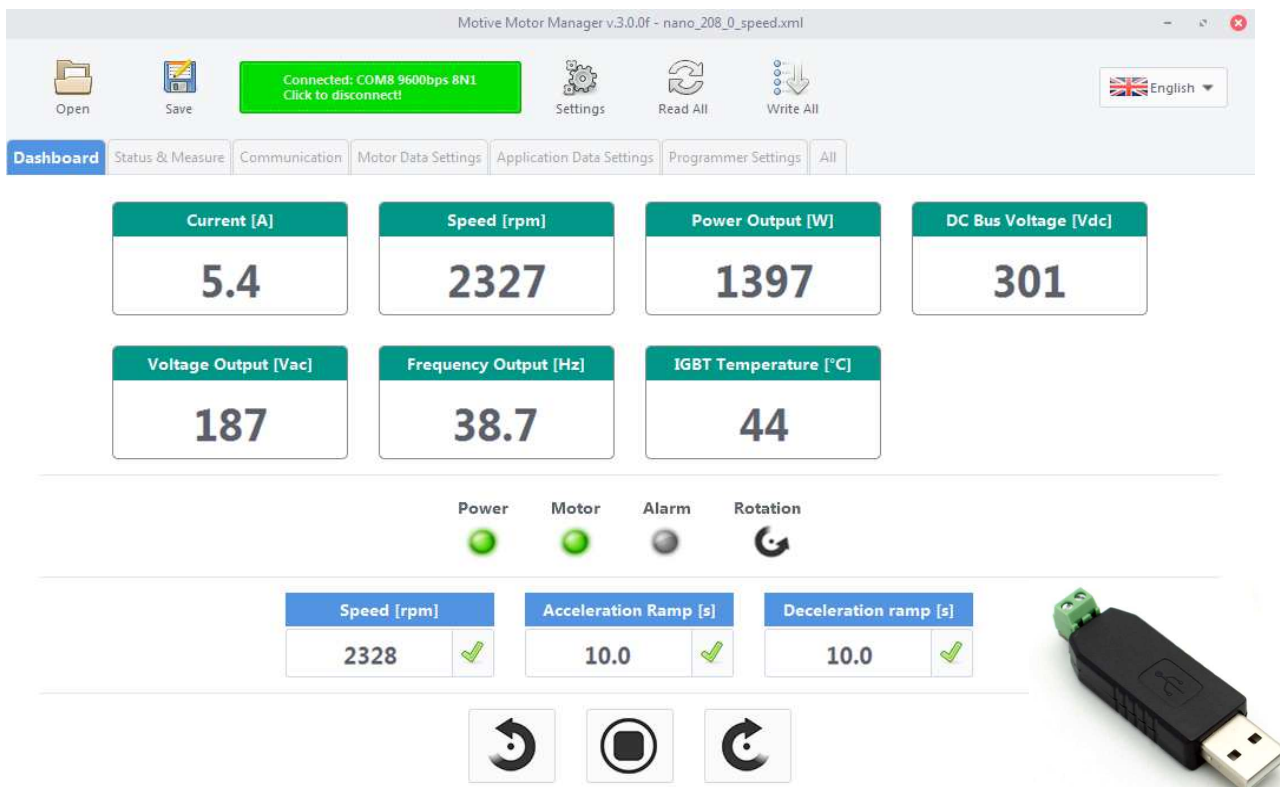 Motive Motor Manager v.3.0.0f - nano_208_0_speed.xml
Open
Save
Connected: COM8 9600bps 8N1
Click to disconnect!
Settings
Read All
Write All
English
Dashboard Status & Measure Communication Motor Data Settings Application Data Settings Programmer Settings All
Current [A] Speed [rpm] Power Output [W] DC Bus Voltage [Vdc]
5.4 2327 1397 301
Voltage Output [Vac] Frequency Output [Hz] IGBT Temperature [°C]
187 38.7 44
Power Motor Alarm Rotation
Speed [rpm] Acceleration Ramp [s] Deceleration ramp [s]
2328 10.0 10.0